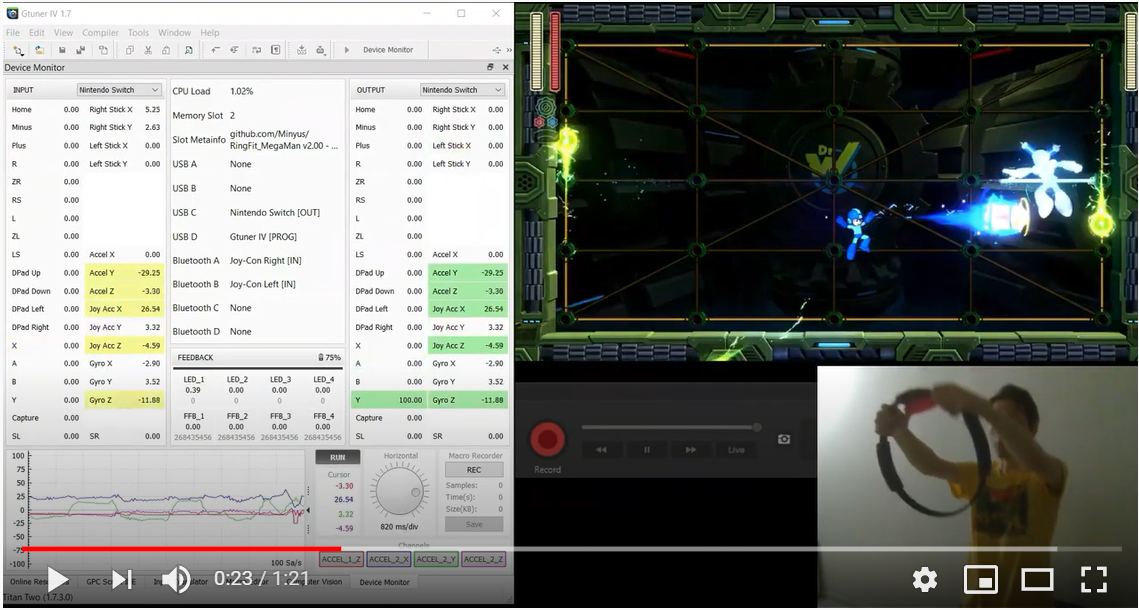 Gtuner IV 1.7
File Edit View Compiler Tools Window Help
Device Monitor
Device Monitor
INPUT Nintendo Switch
Home 0.00 Right Stick X 5.25
Minus 0.00 Right Stick Y 2.63
Plus 0.00 Left Stick X 0.00
R 0.00 Left Stick Y 0.00
ZR 0.00
RS 0.00
L 0.00
ZL 0.00
LS 0.00 Accel X 0.00
DPad Up 0.00 Accel Y -29.25
DPad Down 0.00 Accel Z -3.30
DPad Left 0.00 Joy Acc X 26.54
DPad Right 0.00 Joy Acc Y 3.32
X 0.00 Joy Acc Z -4.59
A 0.00 Gyro X -2.90
B 0.00 Gyro Y 3.52
Y 0.00 Gyro Z -11.88
Capture 0.00
SL 0.00 SR 0.00
CPU Load 1.02%
Memory Slot 2
Slot Metainfo github.com/Minyus/
RingFit_MegaMan v2.00 - ...
USB A None
USB B None
USB C Nintendo Switch [OUT]
USB D Gtuner IV [PROG]
Bluetooth A Joy-Con Right [IN]
Bluetooth B Joy-Con Left [IN]
Bluetooth C None
Bluetooth D None
FEEDBACK 75%
LED_1 LED_2 LED_3 LED_4
0.39 0.00 0.00 0.00
0 0 0 0
FFB_1 FFB_2 FFB_3 FFB_4
0.00 0.00 0.00 0.00
268435456 268435456 268435456 268435456
OUTPUT Nintendo Switch
Home 0.00 Right Stick X 0.00
Minus 0.00 Right Stick Y 0.00
Plus 0.00 Left Stick X 0.00
R 0.00 Left Stick Y 0.00
ZR 0.00
RS 0.00
L 0.00
ZL 0.00
LS 0.00 Accel X 0.00
DPad Up 0.00 Accel Y -29.25
DPad Down 0.00 Accel Z -3.30
DPad Left 0.00 Joy Acc X 26.54
DPad Right 0.00 Joy Acc Y 3.32
X 0.00 Joy Acc Z -4.59
A 0.00 Gyro X -2.90
B 0.00 Gyro Y 3.52
Y 100.00 Gyro Z -11.88
Capture 0.00
SL 0.00 SR 0.00
100
75
50
25
0
-25
-50
-75
-100
100 Sa/s
RUN
Cursor
-3.30
26.54
3.32
-4.59
Horizontal
820 ms/div
Macro Recorder
REC
Samples: 0
Time(s): 0
Size(KB): 0
Save
Channels
ACCEL_1_Z ACCEL_2_X ACCEL_2_Y ACCEL_2_Z
Computer Vision Device Monitor
Titan Two (1.7.3.0)
0:23 / 1:21
Dr
W
Record
Live